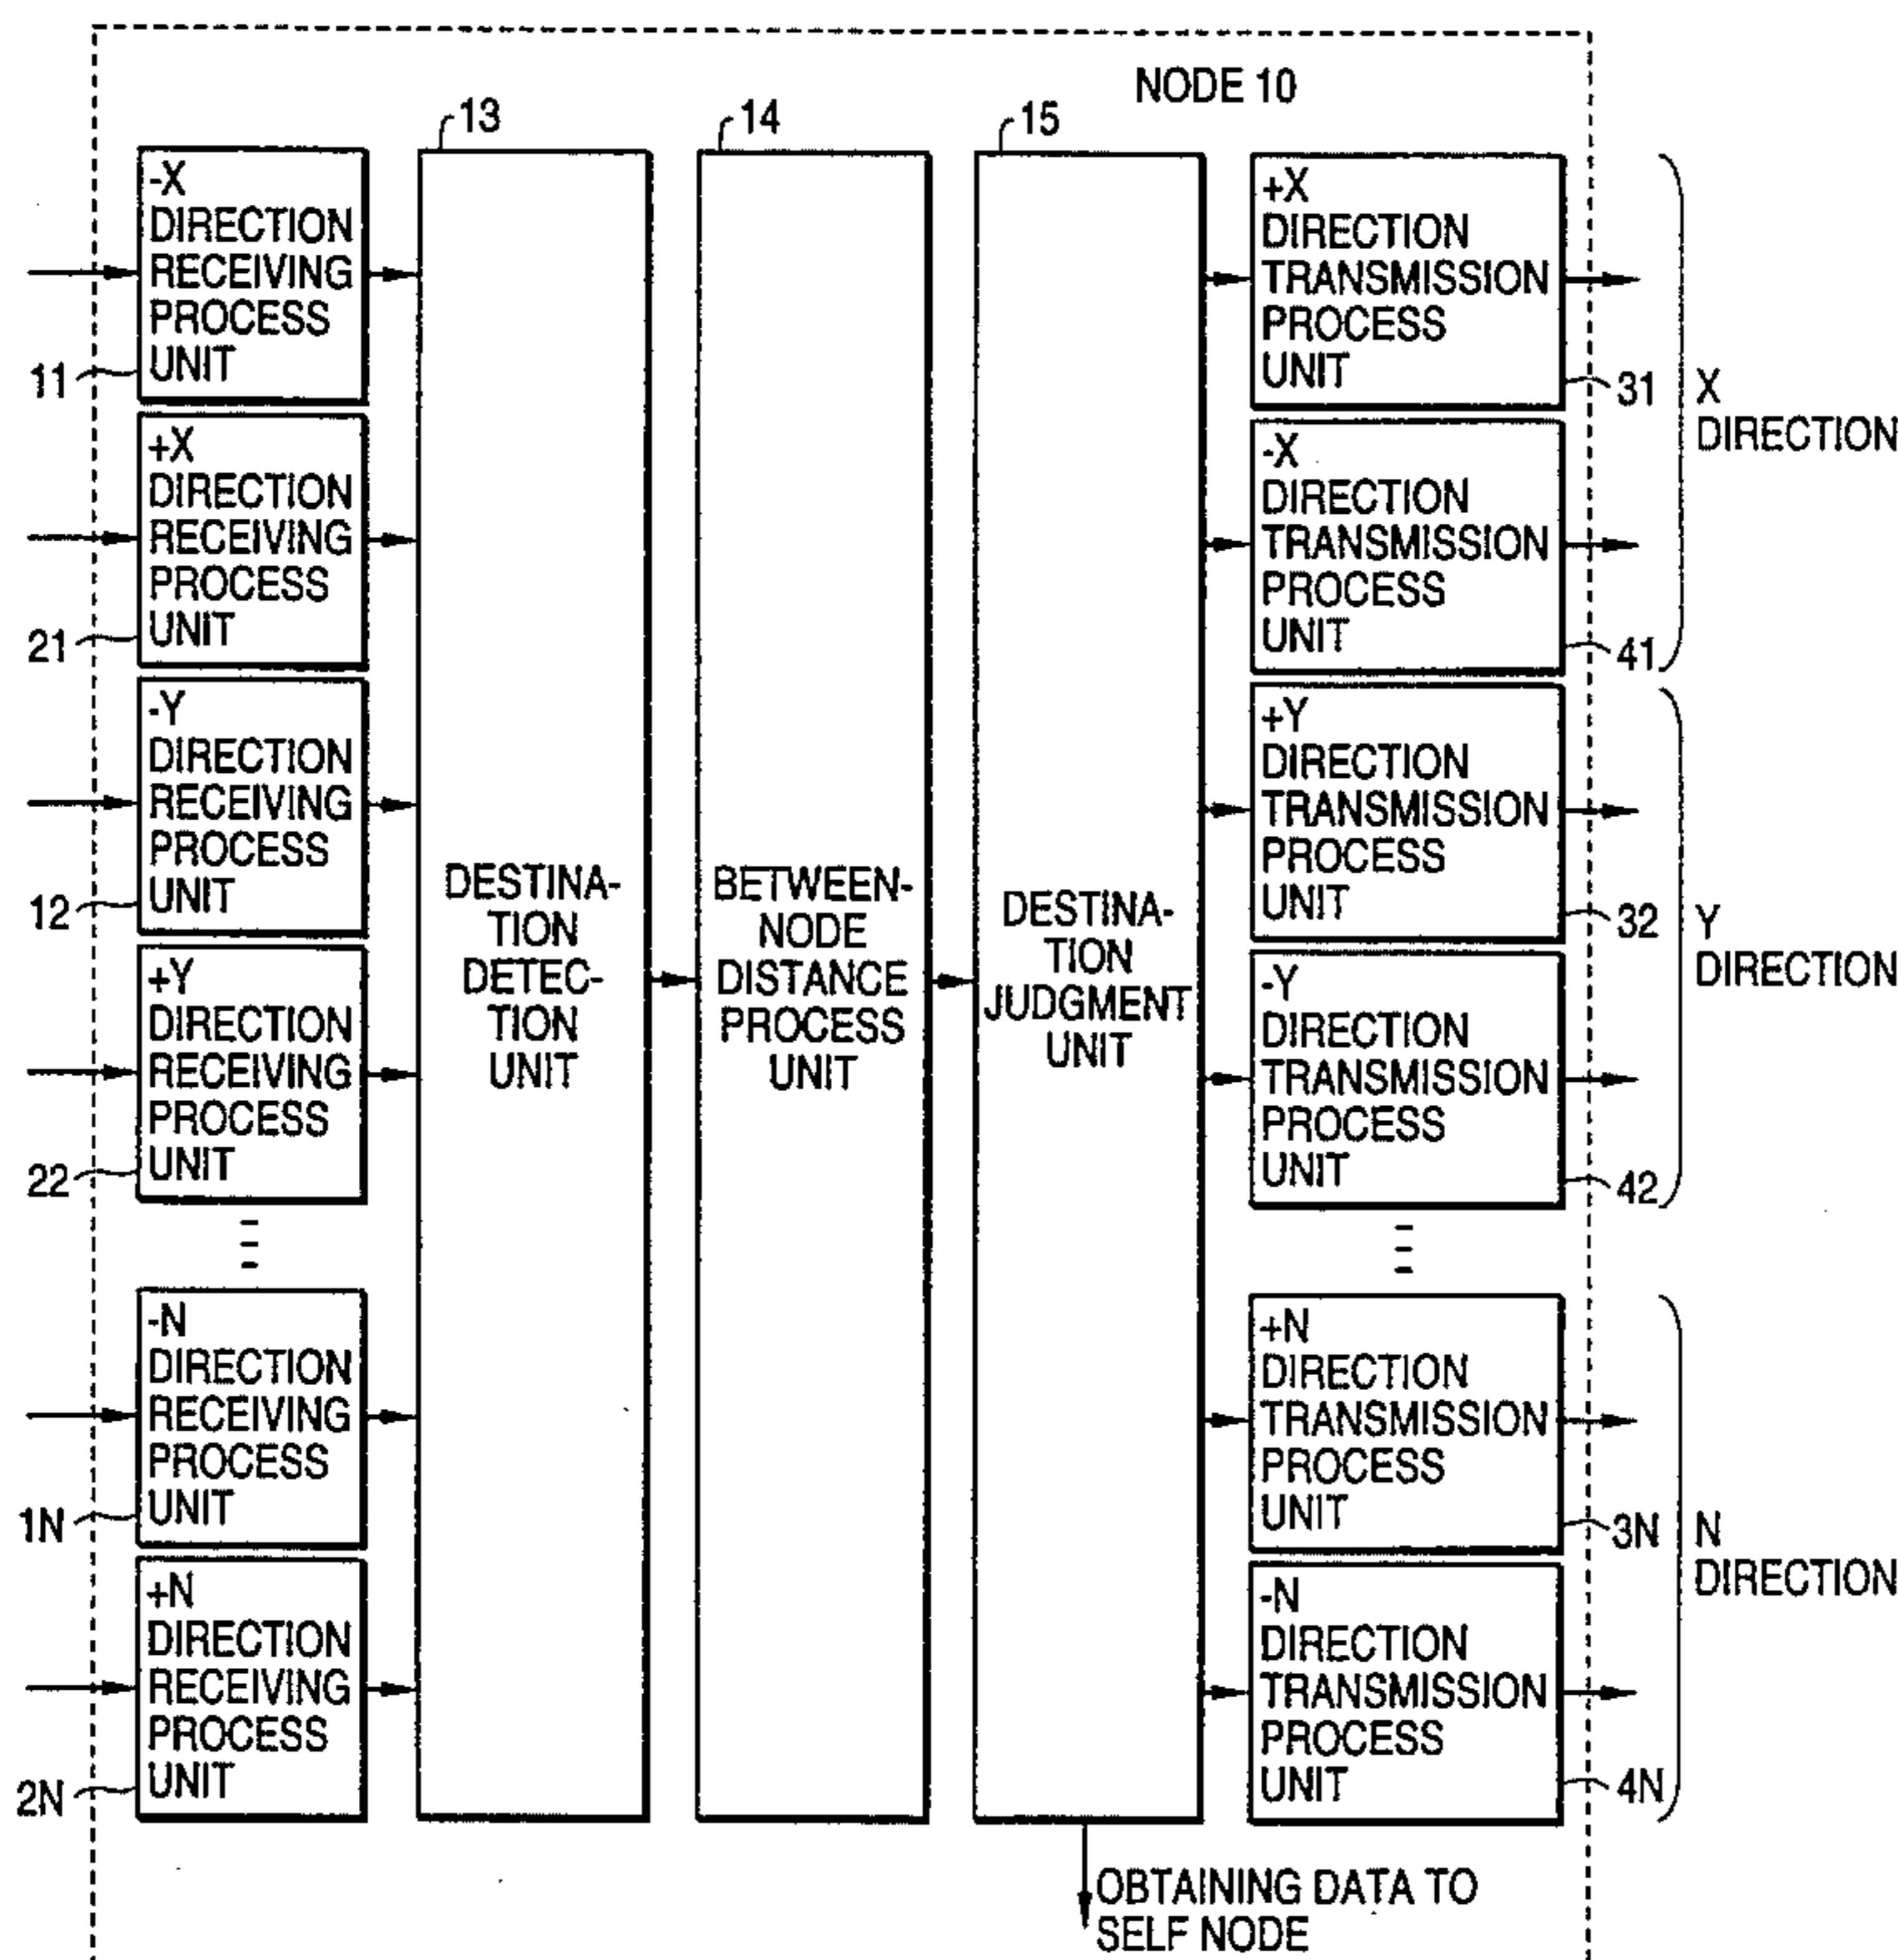 NODE 10
13
14
15
-X
DIRECTION
RECEIVING
PROCESS
UNIT
11
+X
DIRECTION
RECEIVING
PROCESS
UNIT
21
-Y
DIRECTION
RECEIVING
PROCESS
UNIT
12
+Y
DIRECTION
RECEIVING
PROCESS
UNIT
22
-N
DIRECTION
RECEIVING
PROCESS
UNIT
1N
+N
DIRECTION
RECEIVING
PROCESS
UNIT
2N
DESTINA-
TION
DETEC-
TION
UNIT
BETWEEN-
NODE
DISTANCE
PROCESS
UNIT
DESTINA-
TION
JUDGMENT
UNIT
+X
DIRECTION
TRANSMISSION
PROCESS
UNIT
31
-X
DIRECTION
TRANSMISSION
PROCESS
UNIT
41
X
DIRECTION
+Y
DIRECTION
TRANSMISSION
PROCESS
UNIT
32
-Y
DIRECTION
TRANSMISSION
PROCESS
UNIT
42
Y
DIRECTION
+N
DIRECTION
TRANSMISSION
PROCESS
UNIT
3N
-N
DIRECTION
TRANSMISSION
PROCESS
UNIT
4N
N
DIRECTION
OBTAINING DATA TO
SELF NODE